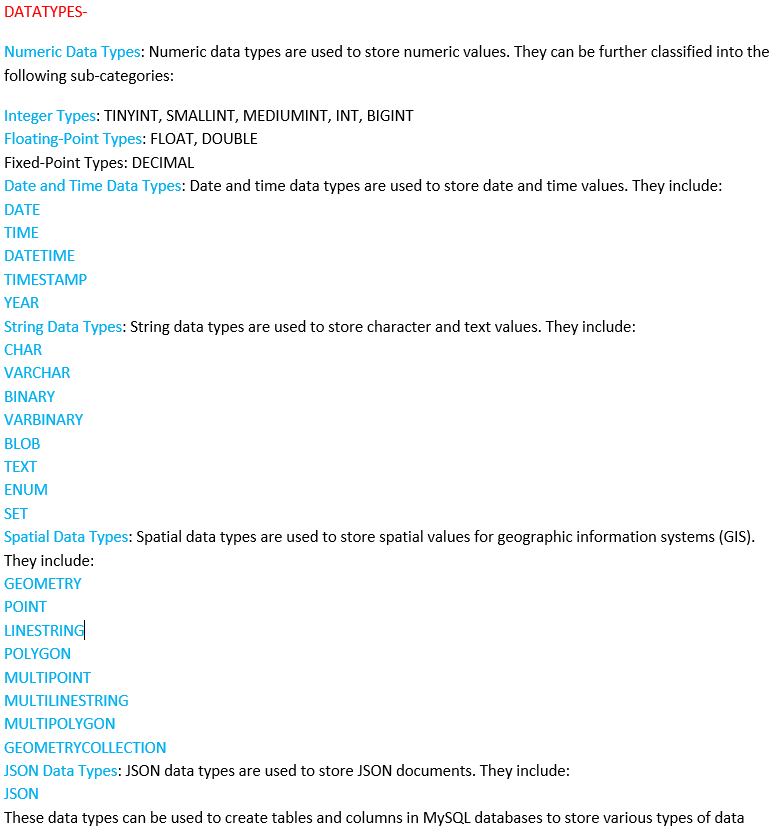 DATATYPES-
Numeric Data Types: Numeric data types are used to store numeric values. They can be further classified into the
following sub-categories:
Integer Types: TINYINT, SMALLINT, MEDIUMINT, INT, BIGINT
Floating-Point Types: FLOAT, DOUBLE
Fixed-Point Types: DECIMAL
Date and Time Data Types: Date and time data types are used to store date and time values. They include:
DATE
TIME
DATETIME
TIMESTAMP
YEAR
String Data Types: String data types are used to store character and text values. They include:
CHAR
VARCHAR
BINARY
VARBINARY
BLOB
TEXT
ENUM
SET
Spatial Data Types: Spatial data types are used to store spatial values for geographic information systems (GIS).
They include:
GEOMETRY
POINT
LINESTRING
POLYGON
MULTIPOINT
MULTILINESTRING
MULTIPOLYGON
GEOMETRYCOLLECTION
JSON Data Types: JSON data types are used to store JSON documents. They include:
JSON
These data types can be used to create tables and columns in MySQL databases to store various types of data